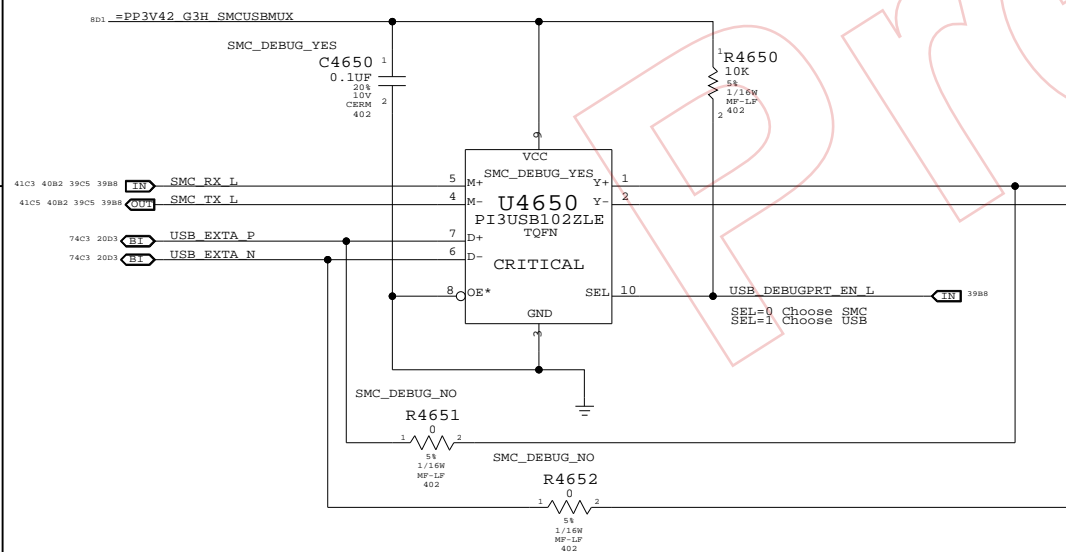 8D1 =PP3V42_G3H_SMCUSBMUX
SMC_DEBUG_YES
C4650
1
0.1UF
20%
10V
CERM
402
2
1
R4650
10K
5%
1/16W
MF-LF
402
2
9
VCC
SMC_DEBUG_YES
U4650
PI3USB102ZLE
TQFN
CRITICAL
41C3 40B2 39C5 39B8 IN SMC_RX_L 5 M+ Y+ 1
41C5 40B2 39C5 39B8 OUT SMC_TX_L 4 M- Y- 2
74C3 20D3 BI USB_EXTA_P 7 D+
74C3 20D3 BI USB_EXTA_N 6 D-
8 OE* SEL 10 USB_DEBUGPRT_EN_L IN 39B8
SEL=0 Choose SMC
SEL=1 Choose USB
GND
3
SMC_DEBUG_NO
R4651
1 0 2
5%
1/16W
MF-LF
402
SMC_DEBUG_NO
R4652
1 0 2
5%
1/16W
MF-LF
402
Pr